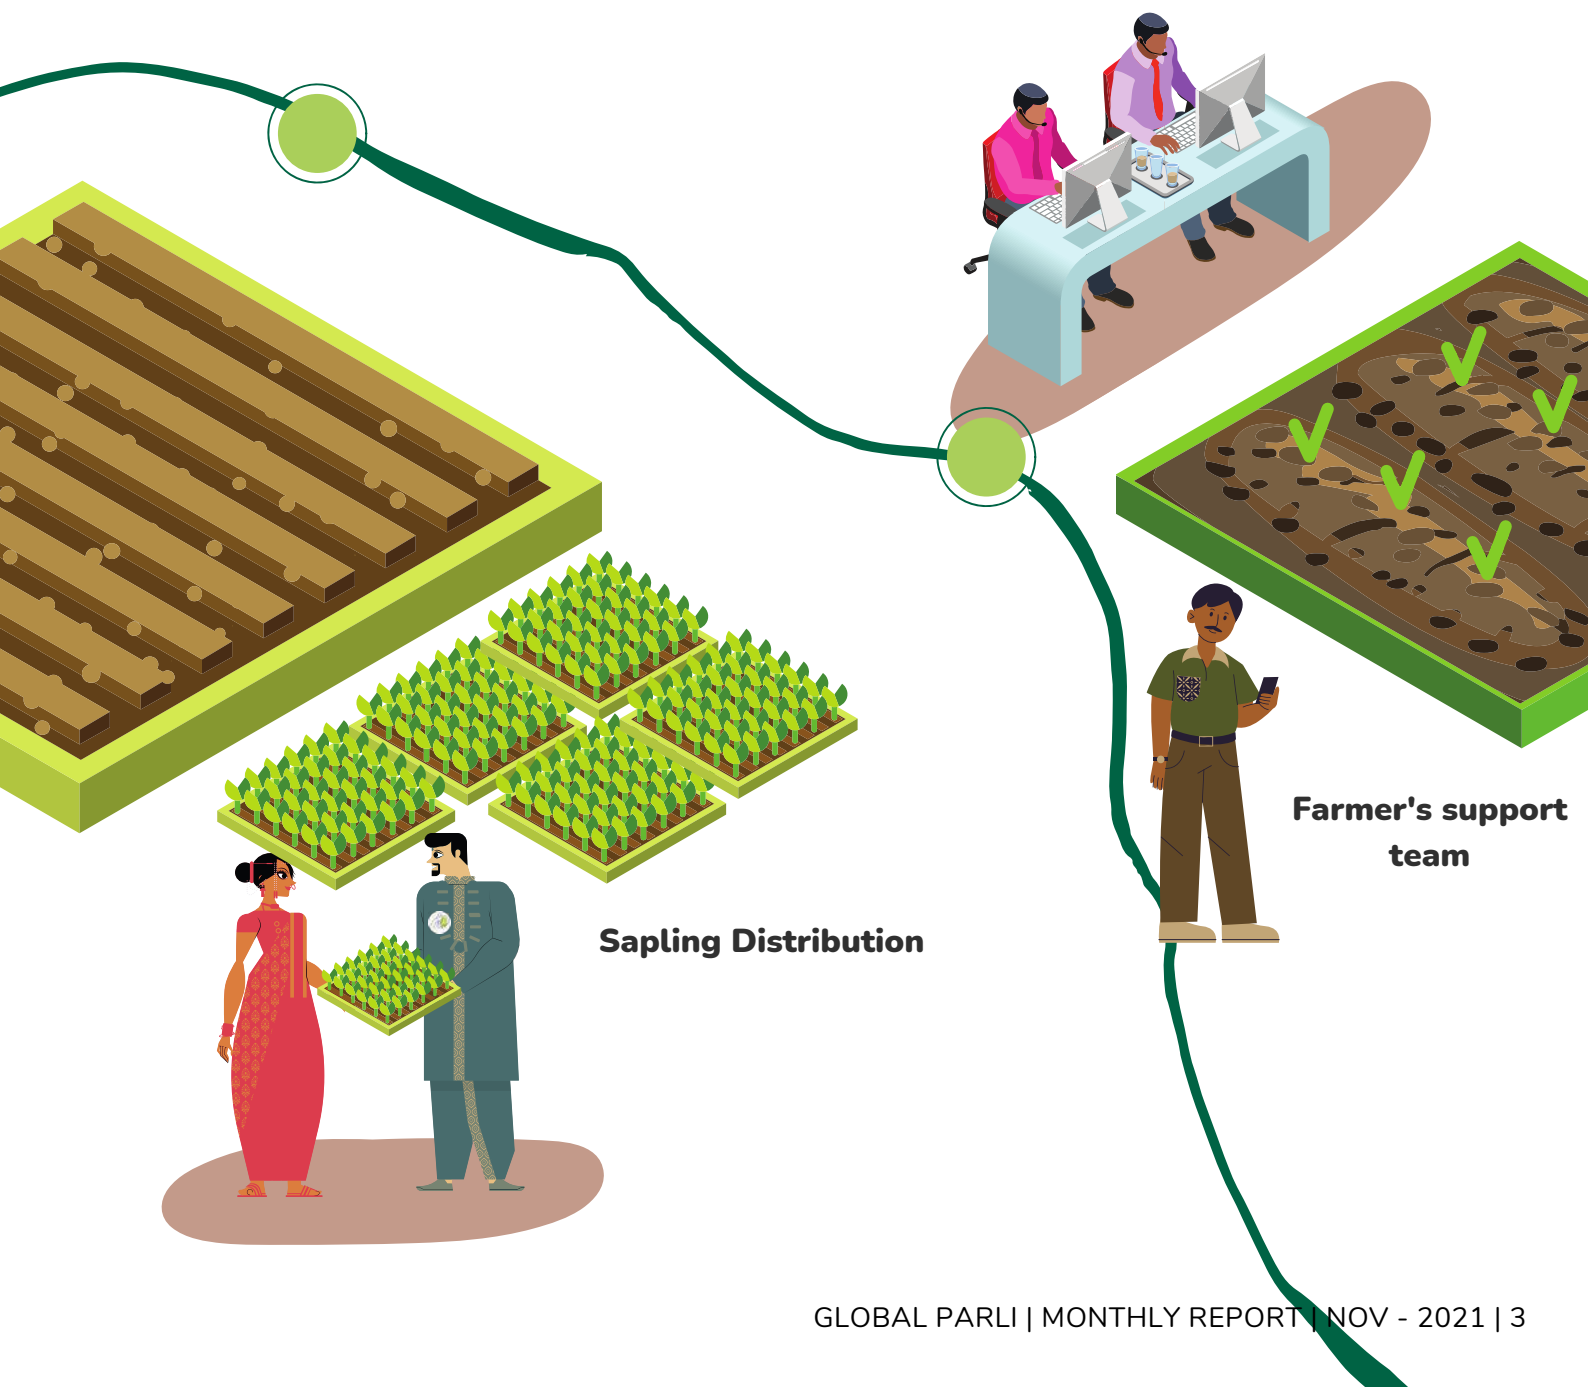 Farmer's support
team
Sapling Distribution
GLOBAL PARLI | MONTHLY REPORT | NOV - 2021 | 3